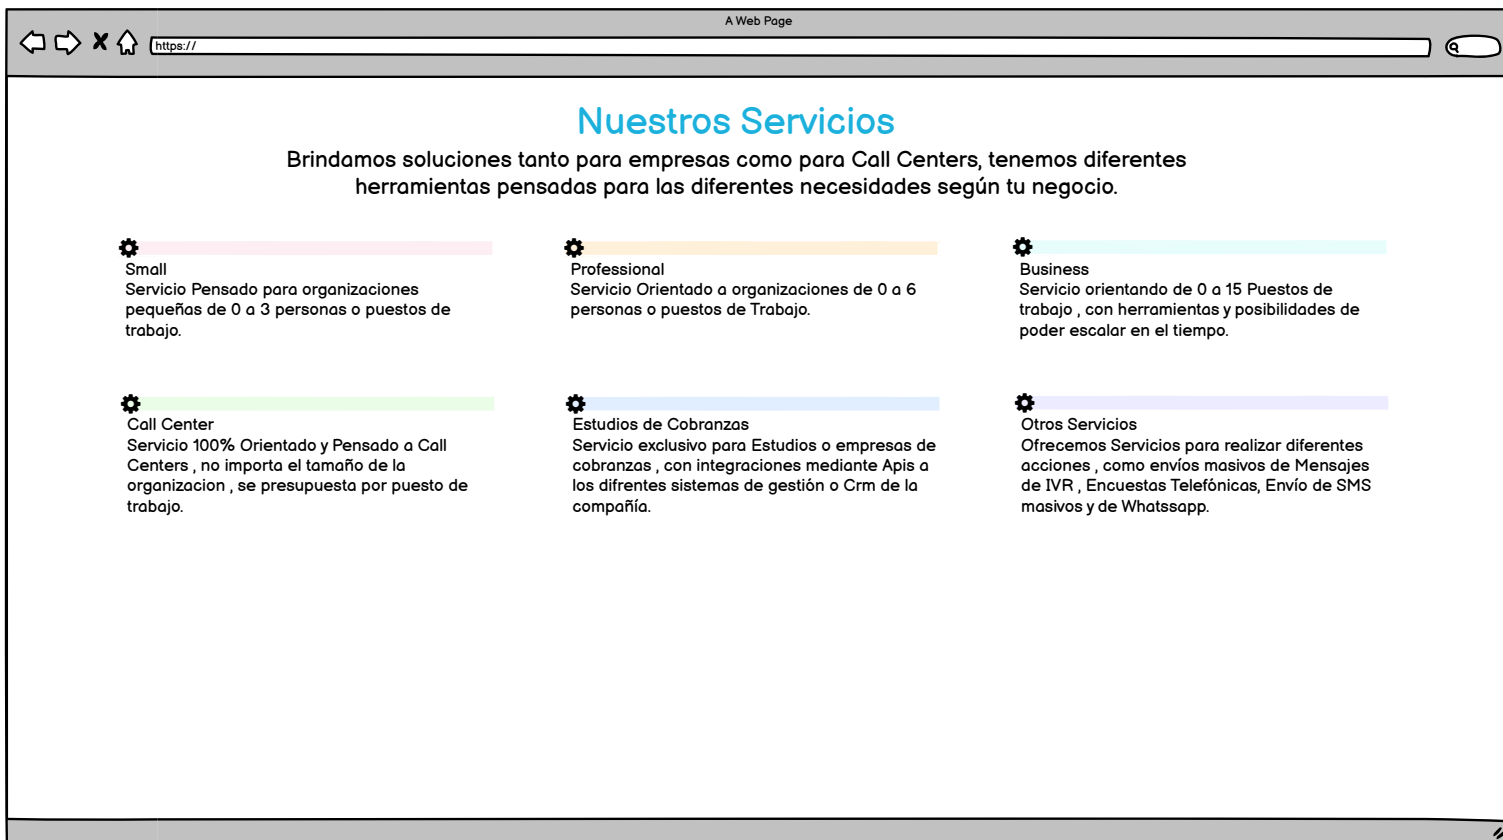 A Web Page
https://
Nuestros Servicios
Brindamos soluciones tanto para empresas como para Call Centers, tenemos diferentes
herramientas pensadas para las diferentes necesidades según tu negocio.
Small
Servicio Pensado para organizaciones
pequeñas de 0 a 3 personas o puestos de
trabajo.
Professional
Servicio Orientado a organizaciones de 0 a 6
personas o puestos de Trabajo.
Business
Servicio orientando de 0 a 15 Puestos de
trabajo , con herramientas y posibilidades de
poder escalar en el tiempo.
Call Center
Servicio 100% Orientado y Pensado a Call
Centers , no importa el tamaño de la
organizacion , se presupuesta por puesto de
trabajo.
Estudios de Cobranzas
Servicio exclusivo para Estudios o empresas de
cobranzas , con integraciones mediante Apis a
los difrentes sistemas de gestión o Crm de la
compañía.
Otros Servicios
Ofrecemos Servicios para realizar diferentes
acciones , como envíos masivos de Mensajes
de IVR , Encuestas Telefónicas, Envío de SMS
masivos y de Whatssapp.